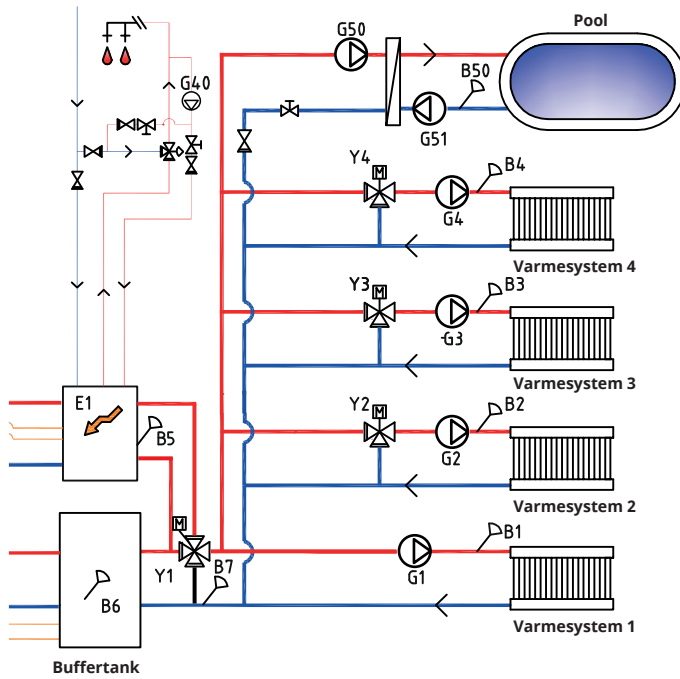 Pool
G50
G40
B50
G51
Y4
M
B4
G4
Varmesystem 4
Y3
M
B3
-G3
Varmesystem 3
E1
Y2
M
B2
B5
G2
Varmesystem 2
M
B1
Y1
B7
G1
B6
Varmesystem 1
Buffertank